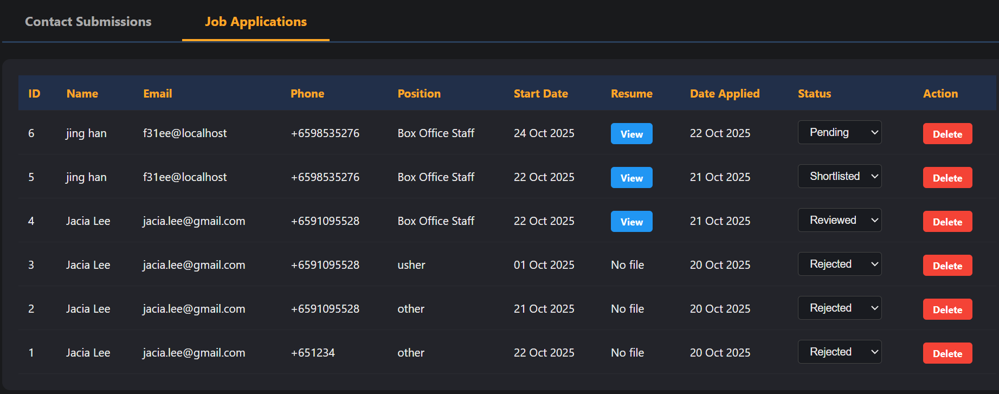 Contact Submissions Job Applications
ID Name Email Phone Position Start Date Resume Date Applied Status Action
6 jing han f31ee@localhost +6598535276 Box Office Staff 24 Oct 2025 View 22 Oct 2025 Pending Delete
5 jing han f31ee@localhost +6598535276 Box Office Staff 22 Oct 2025 View 21 Oct 2025 Shortlisted Delete
4 Jacia Lee jacia.lee@gmail.com +6591095528 Box Office Staff 22 Oct 2025 View 21 Oct 2025 Reviewed Delete
3 Jacia Lee jacia.lee@gmail.com +6591095528 usher 01 Oct 2025 No file 20 Oct 2025 Rejected Delete
2 Jacia Lee jacia.lee@gmail.com +6591095528 other 21 Oct 2025 No file 20 Oct 2025 Rejected Delete
1 Jacia Lee jacia.lee@gmail.com +651234 other 22 Oct 2025 No file 20 Oct 2025 Rejected Delete